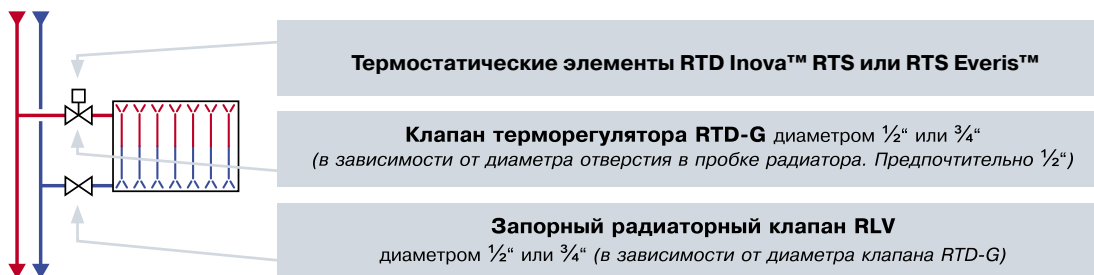 Термостатические элементы RTD Inova™ RTS или RTS Everis™
Клапан терморегулятора RTD-G диаметром ½“ или ¾“
(в зависимости от диаметра отверстия в пробке радиатора. Предпочтительно ½“)
Запорный радиаторный клапан RLV
диаметром ½“ или ¾“ (в зависимости от диаметра клапана RTD-G)